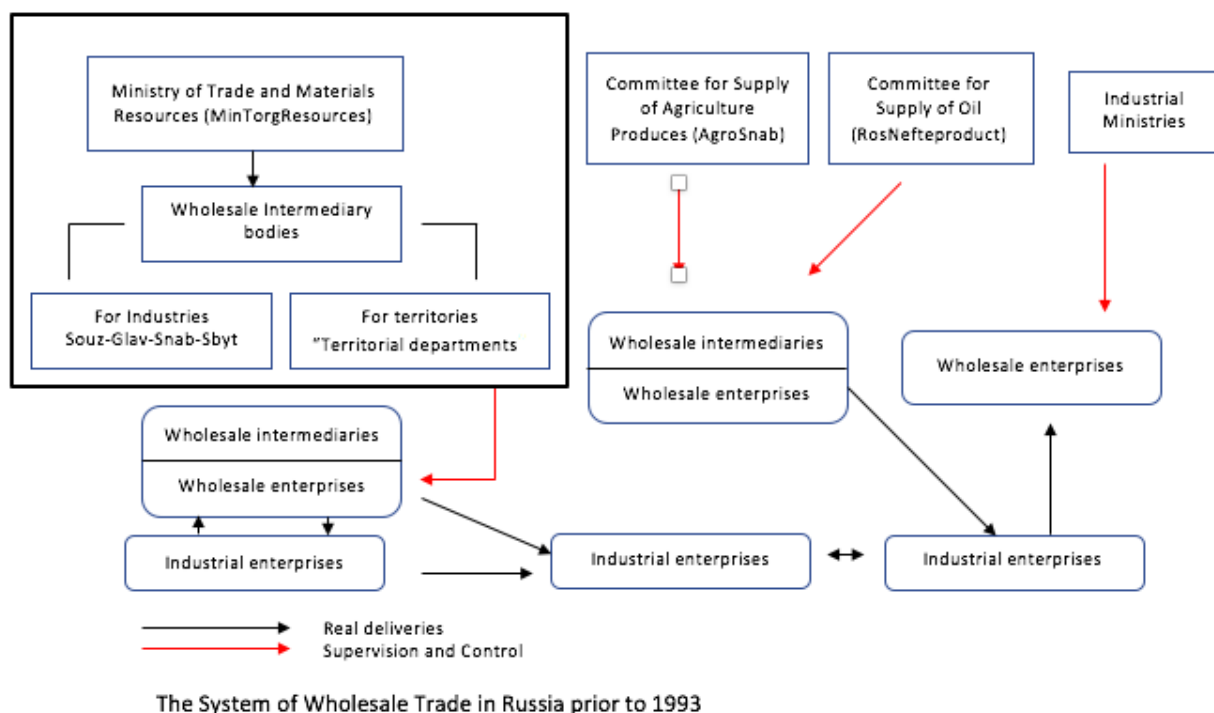 Ministry of Trade and Materials
Resources (MinTorgResources)
Wholesale Intermediary
bodies
For Industries
Souz-Glav-Snab-Sbyt
For territories
"Territorial departments
Committee for Supply
of Agriculture
Produces (AgroSnab)
Committee for
Supply of Oil
(RosNefteproduct)
Industrial
Ministries
Wholesale intermediaries
Wholesale enterprises
Wholesale enterprises
Wholesale intermediaries
Wholesale enterprises
Industrial enterprises
Industrial enterprises
Industrial enterprises
Real deliveries
Supervision and Control
The System of Wholesale Trade in Russia prior to 1993